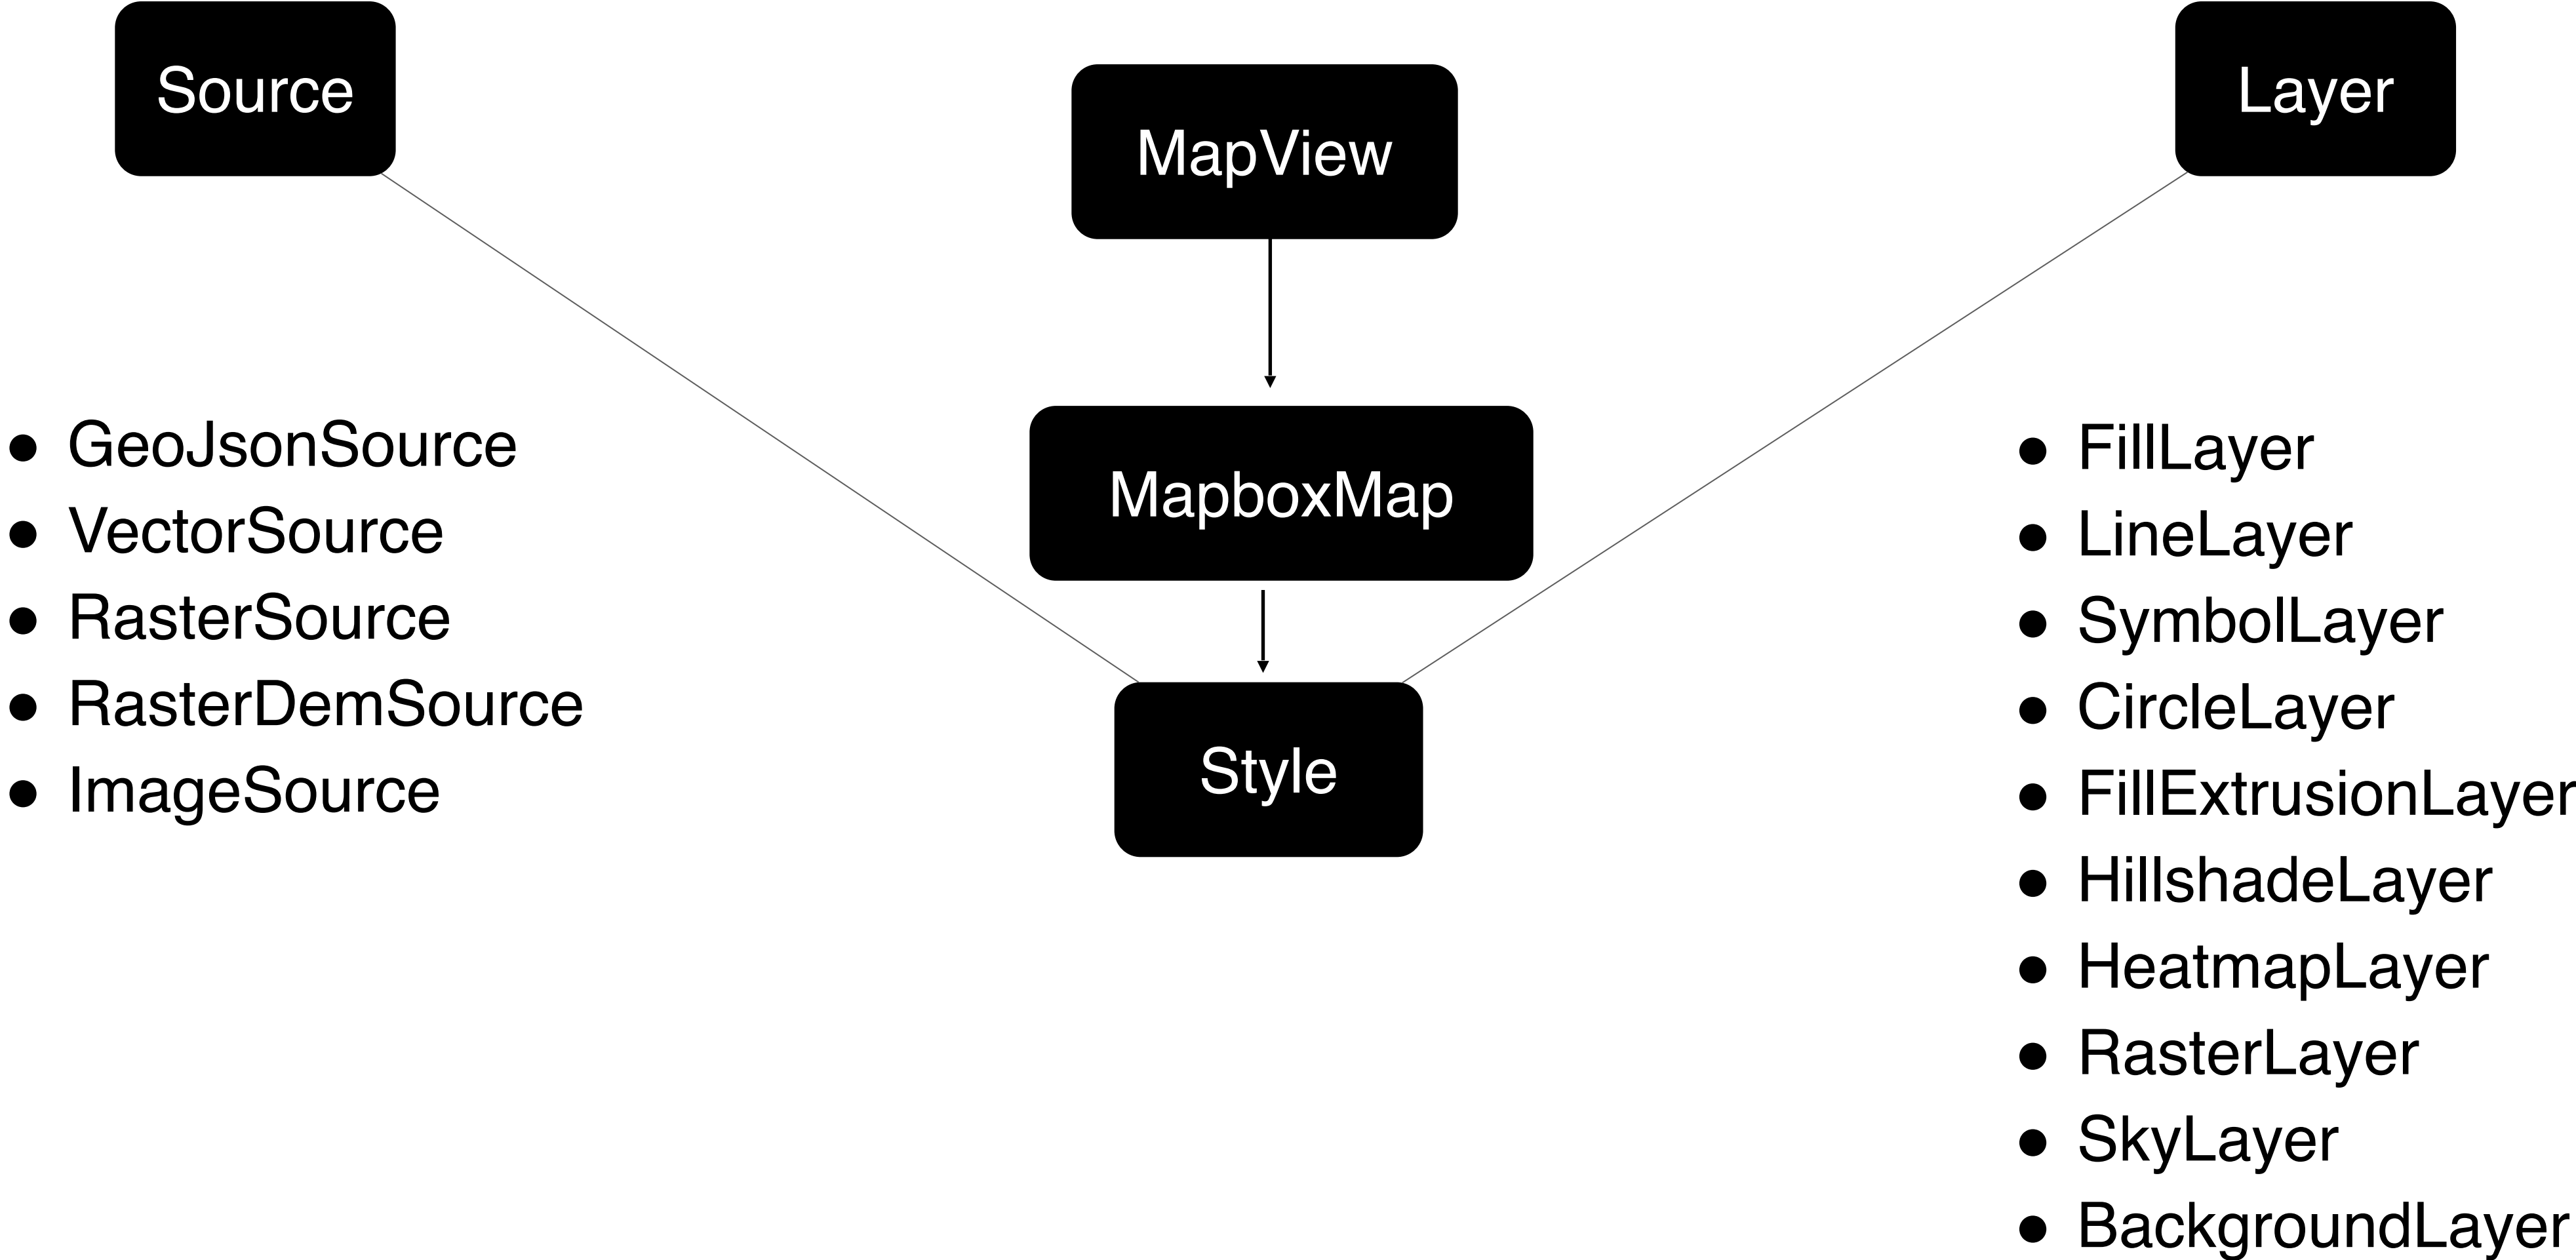 Source
MapView
Layer
MapboxMap
Style
● GeoJsonSource
● VectorSource
● RasterSource
● RasterDemSource
● ImageSource
● FillLayer
● LineLayer
● SymbolLayer
● CircleLayer
● FillExtrusionLayer
● HillshadeLayer
● HeatmapLayer
● RasterLayer
● SkyLayer
● BackgroundLayer